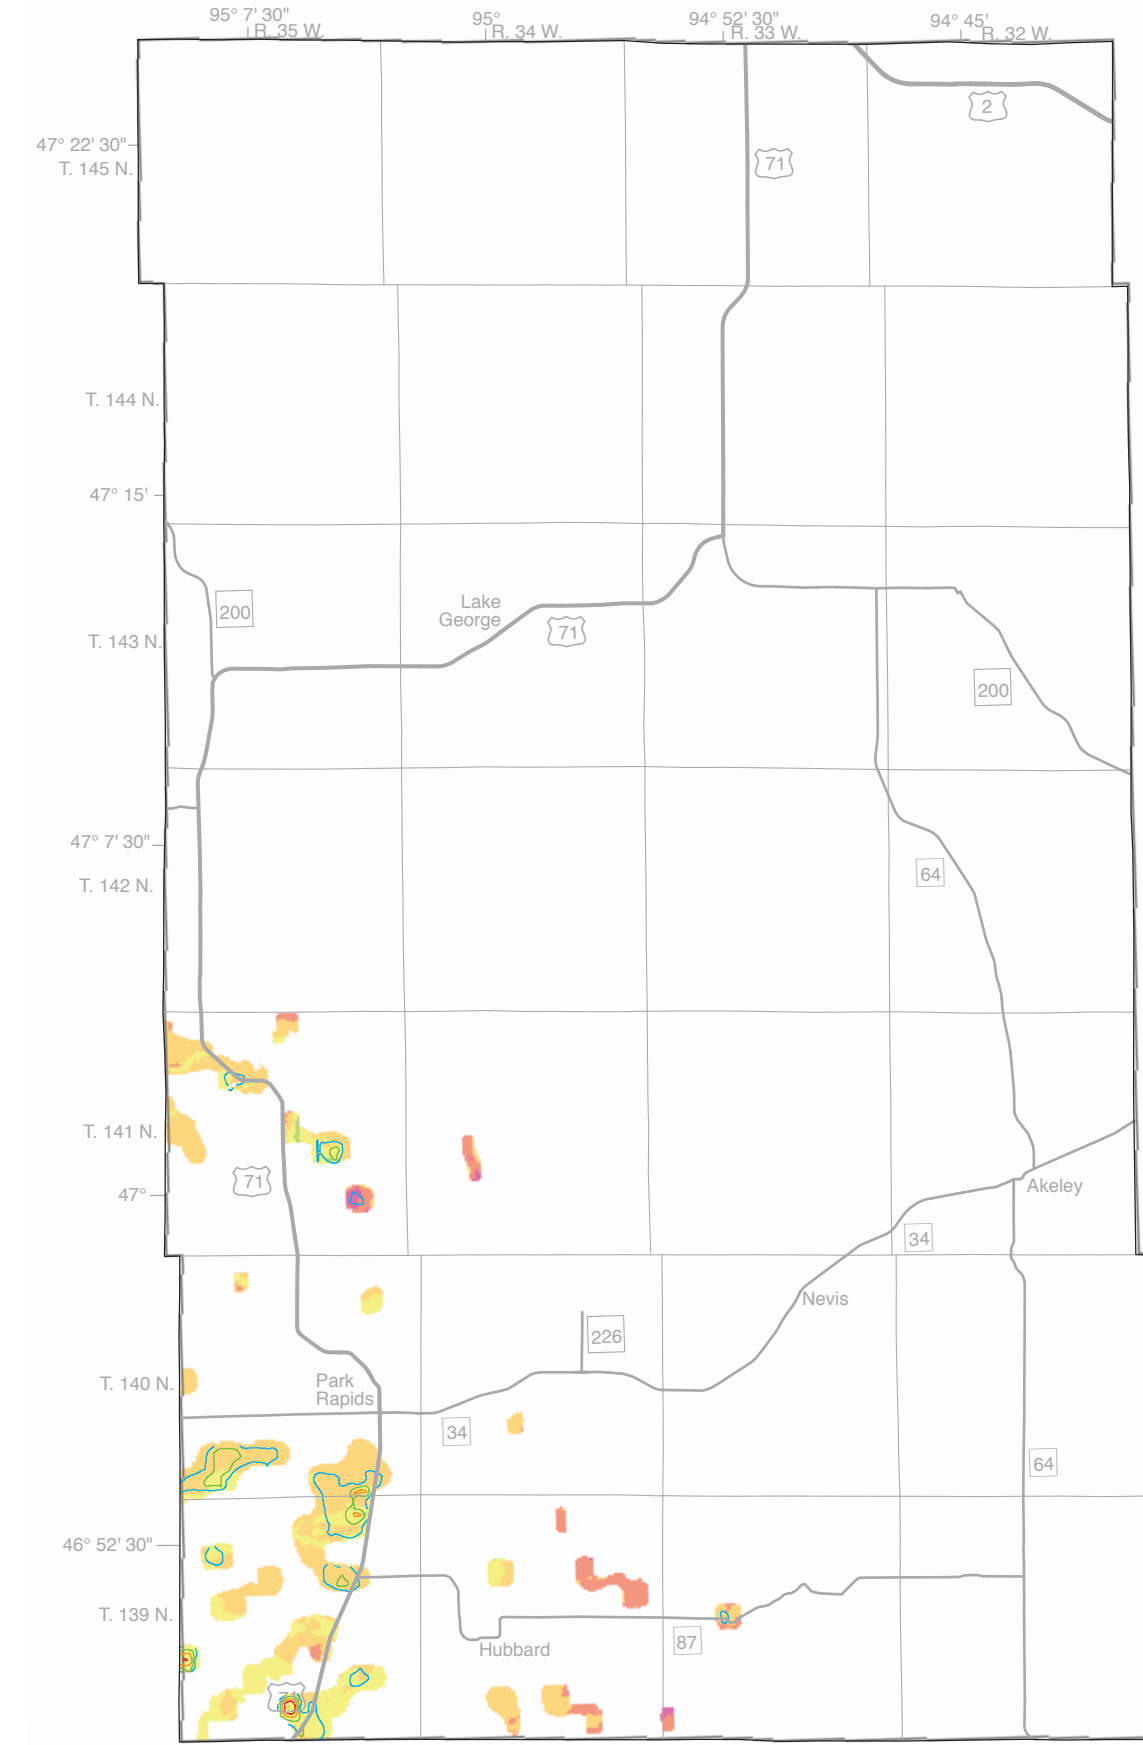 95° 7' 30"
95°
94° 52' 30"
94° 45'
R. 35 W.
R. 34 W.
R. 33 W.
R. 32 W.
2
47° 22' 30"
71
T. 145 N.
T. 144 N.
47° 15'
Lake
George
200
71
T. 143 N.
200
47° 7' 30"
64
T. 142 N.
T. 141 N.
71
47°
Akeley
34
Nevis
226
Park
Rapids
T. 140 N.
34
64
46° 52' 30"
T. 139 N.
87
Hubbard
71